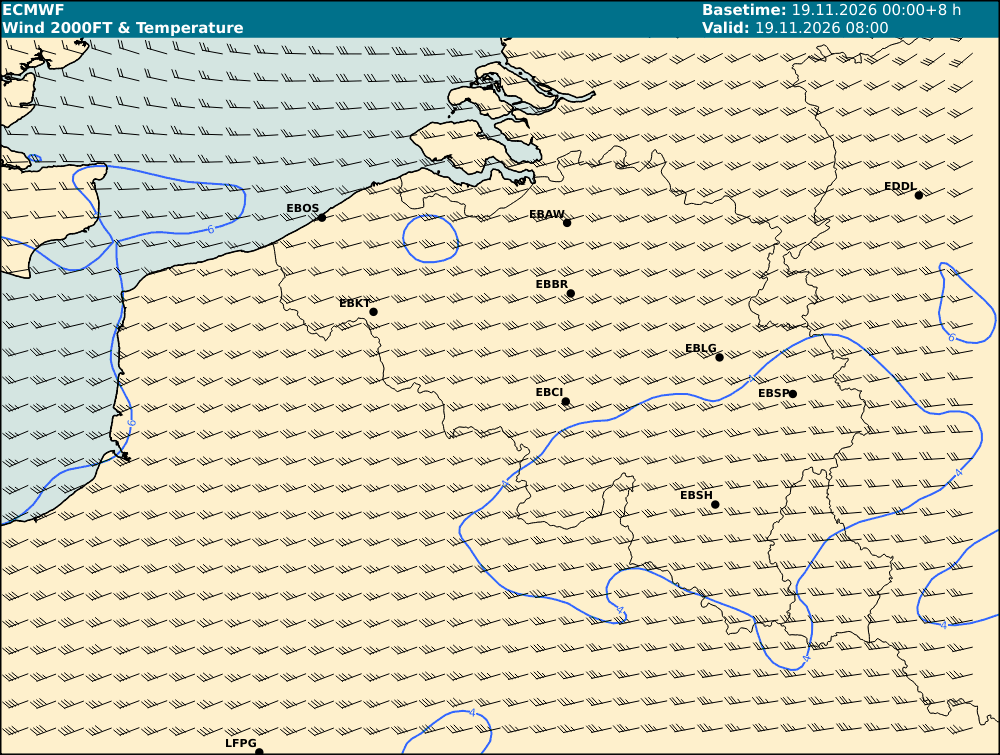 ECMWF
Wind 2000FT & Temperature
Basetime: 19.11.2026 00:00+8 h
Valid: 19.11.2026 08:00
EDDL
EBOS
EBAW
6
EBBR
EBKT
6
EBLG
4
EBCI
EBSP
6
4
4
EBSH
4
4
4
4
LFPG